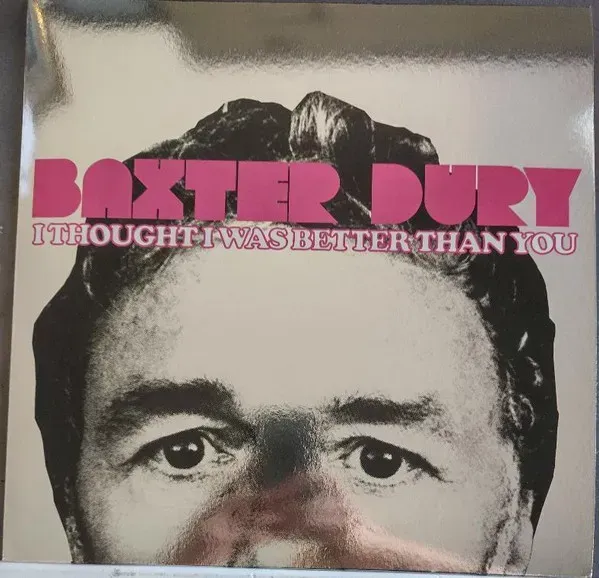 BAXTER DURY
I THOUGHT I WAS BETTER THAN YOU